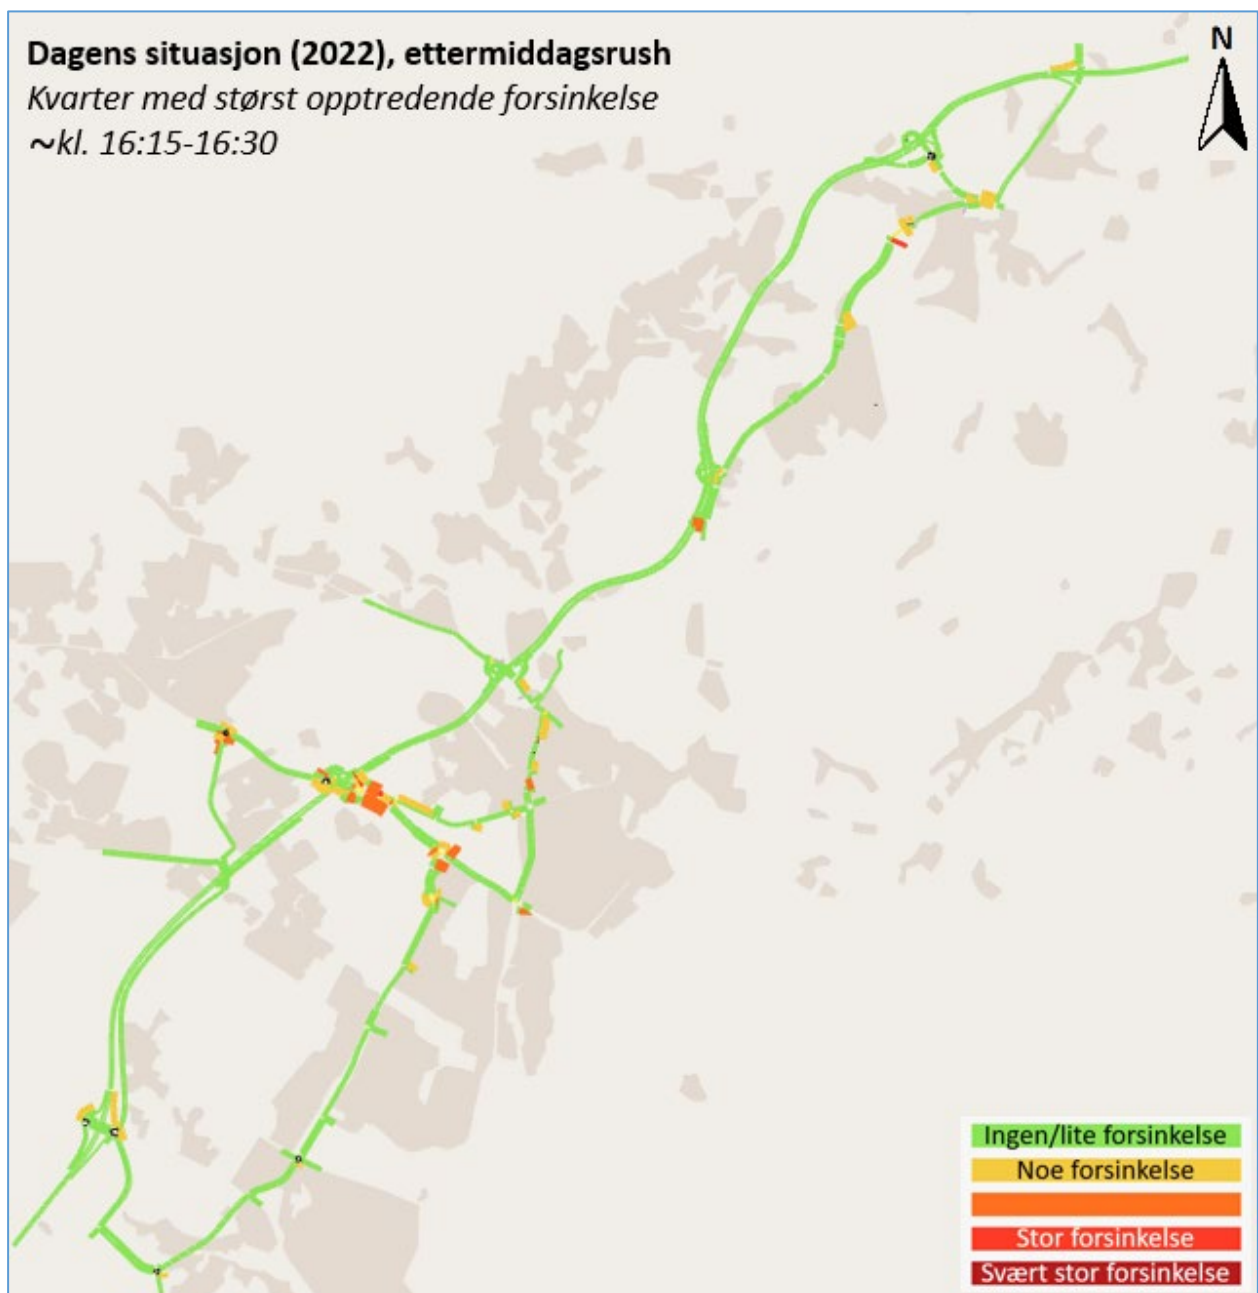 Dagens situasjon (2022), ettermiddagsrush
Kvarter med størst opptredende forsinkelse
~kl. 16:15-16:30
N
Ingen/lite forsinkelse
Noe forsinkelse
Stor forsinkelse
Svært stor forsinkelse